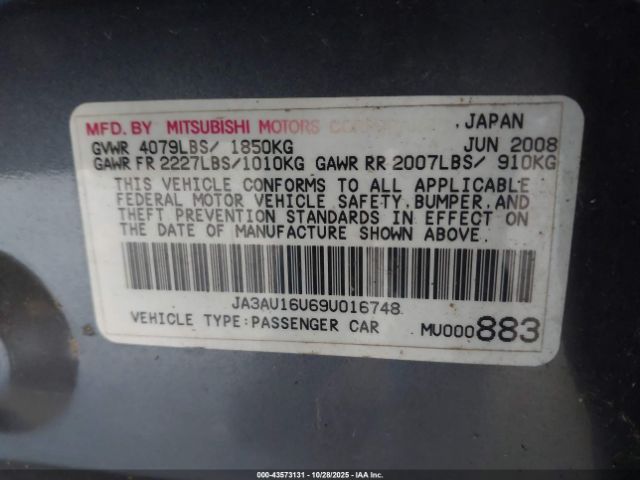 MFD. BY MITSUBISHI MOTORS CORPORATION, JAPAN
GVWR 4079LBS/ 1850KG JUN 2008
GAWR FR 2227LBS/1010KG GAWR RR 2007LBS/ 910KG
THIS VEHICLE CONFORMS TO ALL APPLICABLE
FEDERAL MOTOR VEHICLE SAFETY, BUMPER, AND
THEFT PREVENTION STANDARDS IN EFFECT ON
THE DATE OF MANUFACTURE SHOWN ABOVE.
JA3AU16U69U016748
VEHICLE TYPE:PASSENGER CAR MU000883
000-43573131 - 10/28/2025 - IAAI, Inc.